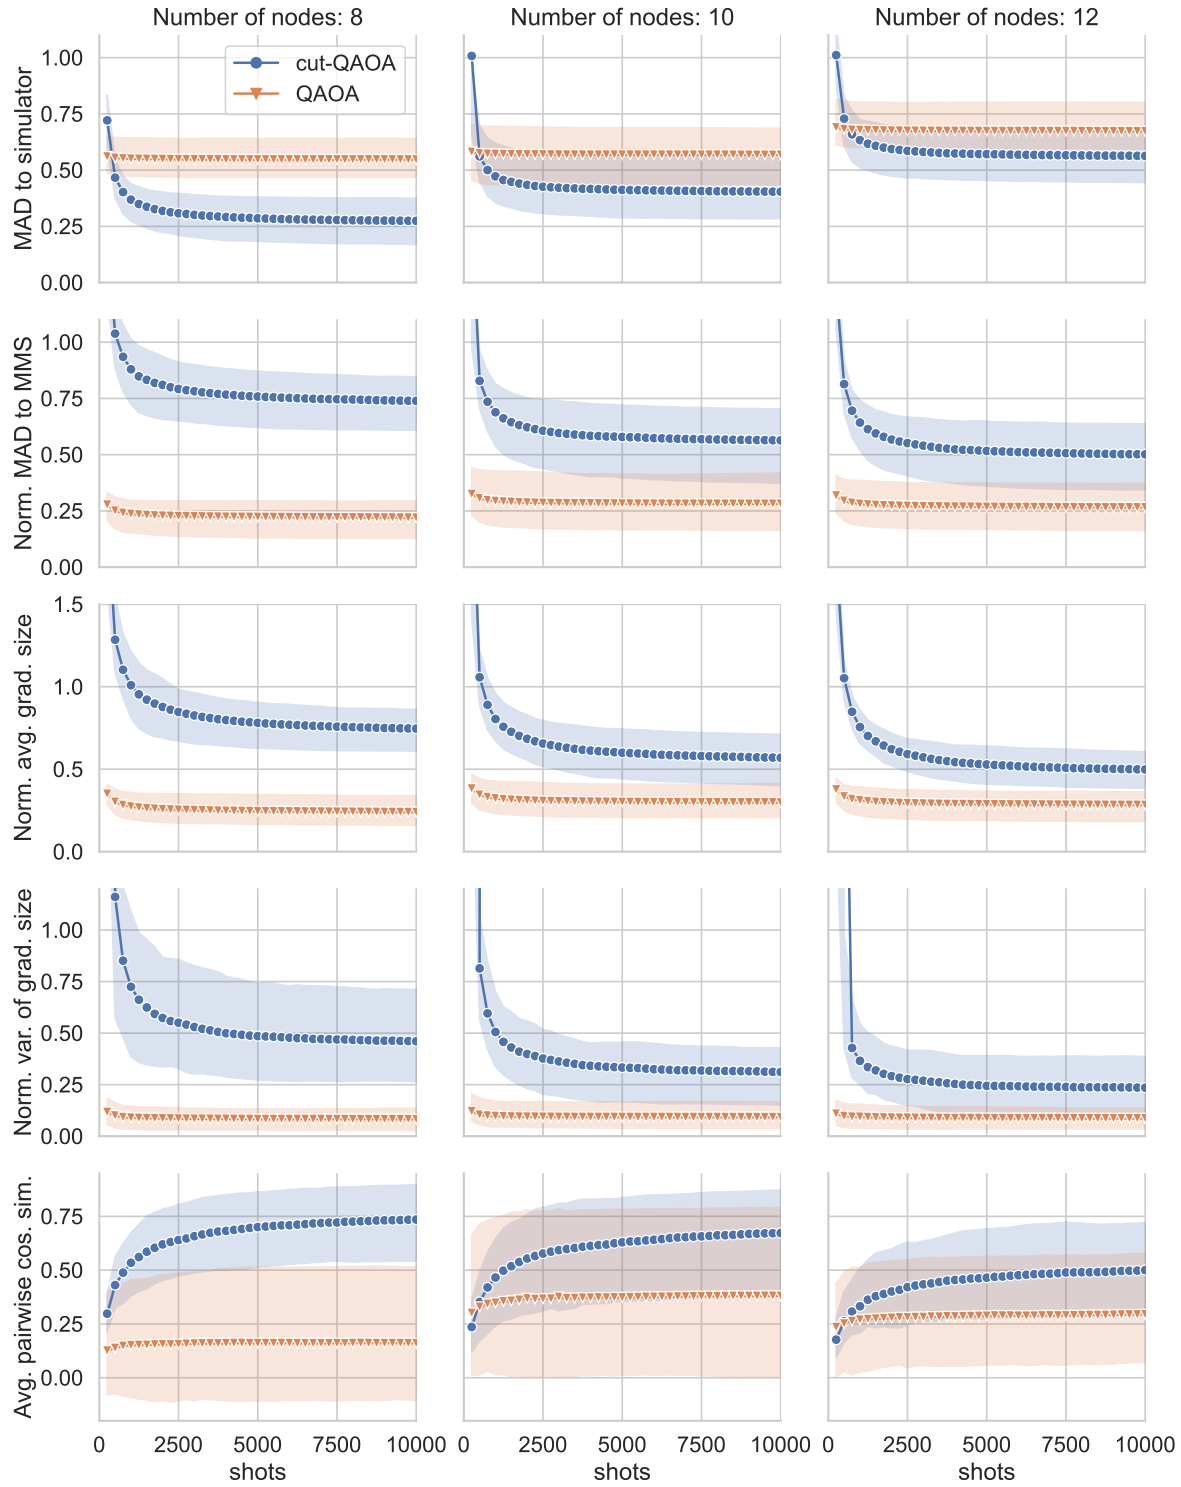 Number of nodes: 8
Number of nodes: 10
Number of nodes: 12
cut-QAOA
QAOA
MAD to simulator
1.00
0.75
0.50
0.25
0.00
Norm. MAD to MMS
1.00
0.75
0.50
0.25
0.00
Norm. avg. grad. size
1.5
1.0
0.5
0.0
Norm. var. of grad. size
1.00
0.75
0.50
0.25
0.00
Avg. pairwise cos. sim.
0.75
0.50
0.25
0.00
0 2500 5000 7500 10000
0 2500 5000 7500 10000
0 2500 5000 7500 10000
shots
shots
shots